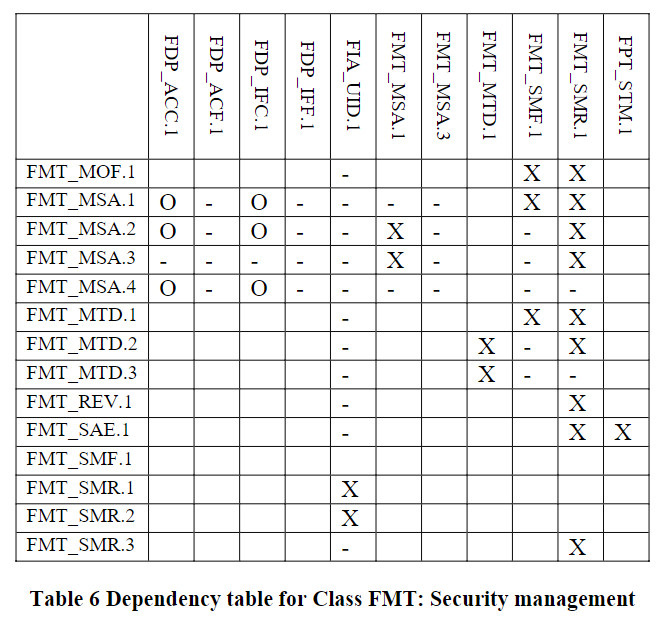 FDP_ACC.1 FDP_ACF.1 FDP_IFC.1 FDP_IFF.1 FIA_UID.1 FMT_MSA.1 FMT_MSA.3 FMT_MTD.1 FMT_SMF.1 FMT_SMR.1 FPT_STM.1
FMT_MOF.1 - X X
FMT_MSA.1 O - O - - - - X X
FMT_MSA.2 O - O - - X - - X
FMT_MSA.3 - - - - - X - - X
FMT_MSA.4 O - O - - - - - -
FMT_MTD.1 - X X
FMT_MTD.2 - X - X
FMT_MTD.3 - X - -
FMT_REV.1 - X
FMT_SAE.1 - X X
FMT_SMF.1
FMT_SMR.1 X
FMT_SMR.2 X
FMT_SMR.3 - X
Table 6 Dependency table for Class FMT: Security management